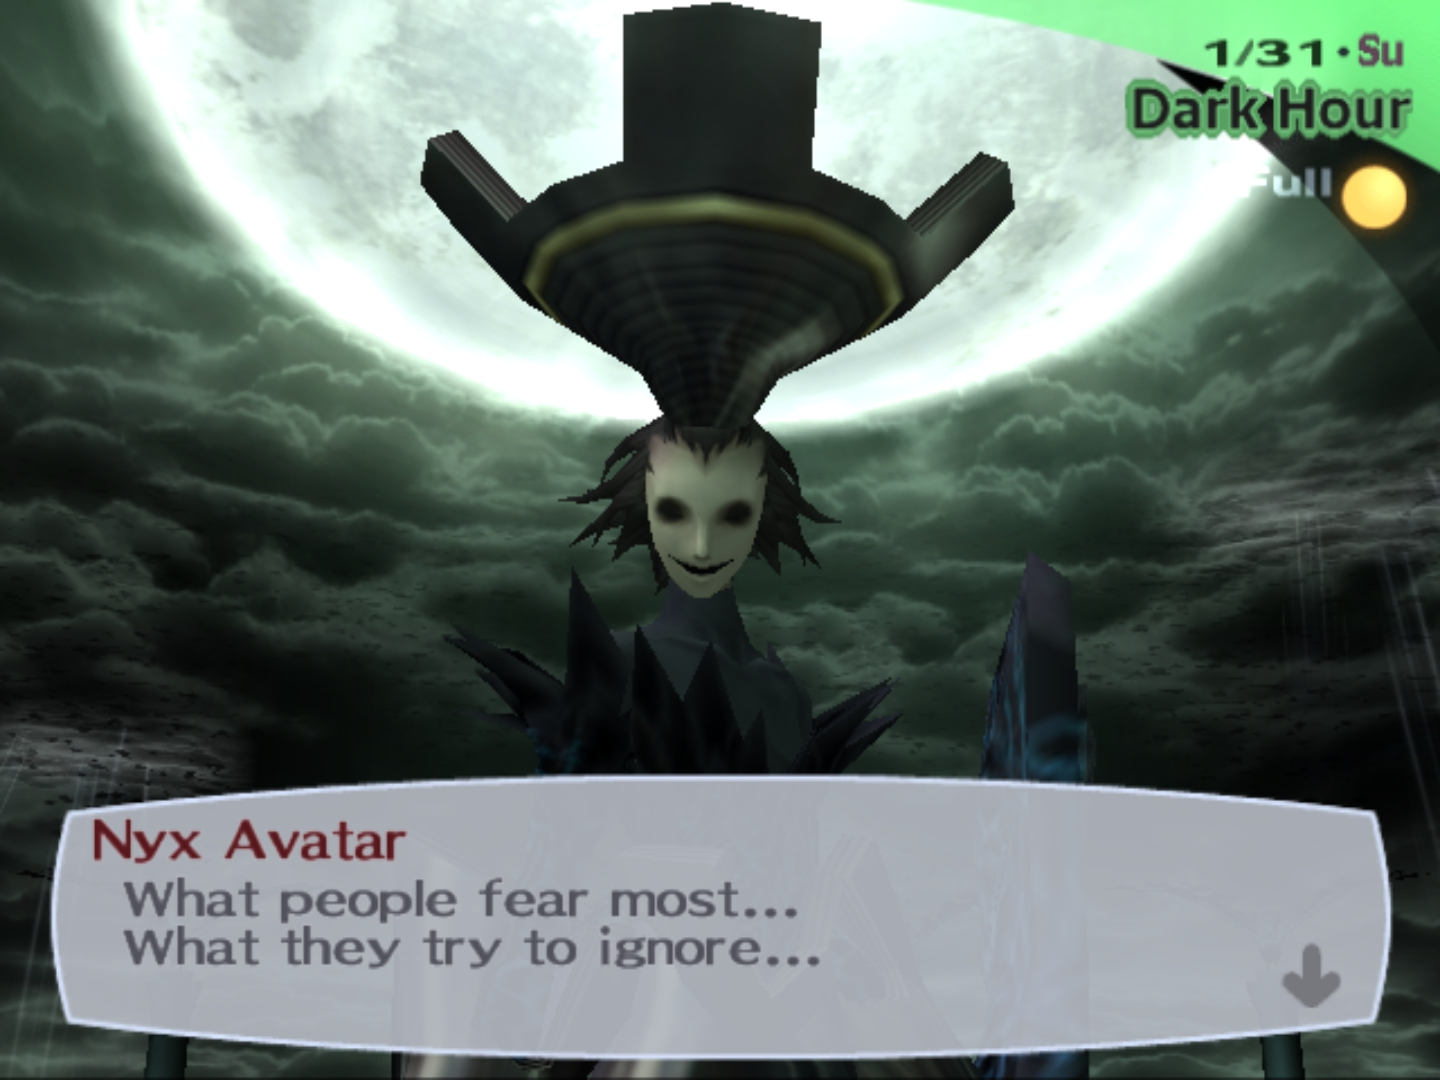 1/31・Su
Dark Hour
Full
Nyx Avatar
What people fear most...
What they try to ignore...